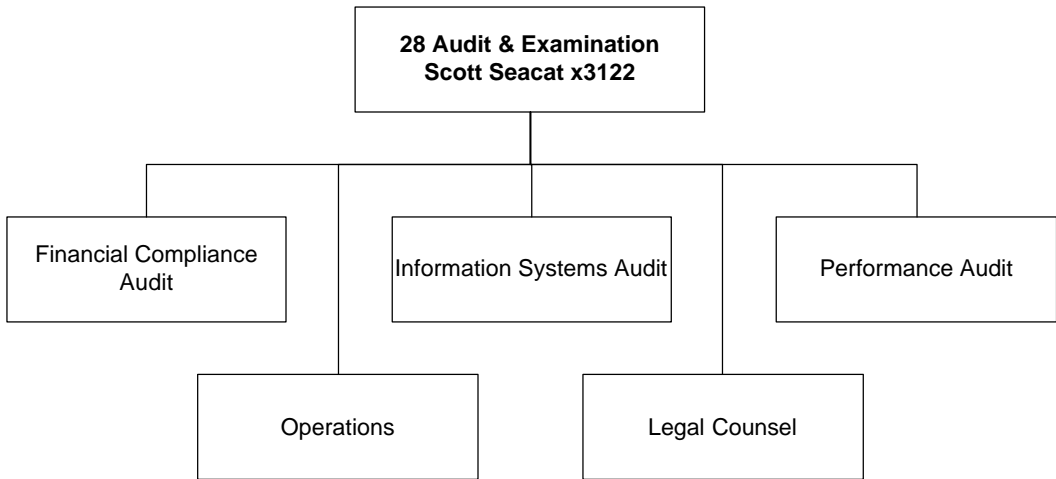 28 Audit & Examination
Scott Seacat x3122
Financial Compliance
Audit
Information Systems Audit
Performance Audit
Operations
Legal Counsel